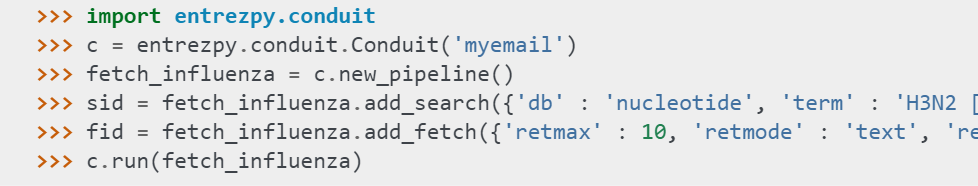 >>> import entrezpy.conduit
>>> c = entrezpy.conduit.Conduit('myemail')
>>> fetch_influenza = c.new_pipeline()
>>> sid = fetch_influenza.add_search({'db' : 'nucleotide', 'term' : 'H3N2 [
>>> fid = fetch_influenza.add_fetch({'retmax' : 10, 'retmode' : 'text', 're
>>> c.run(fetch_influenza)